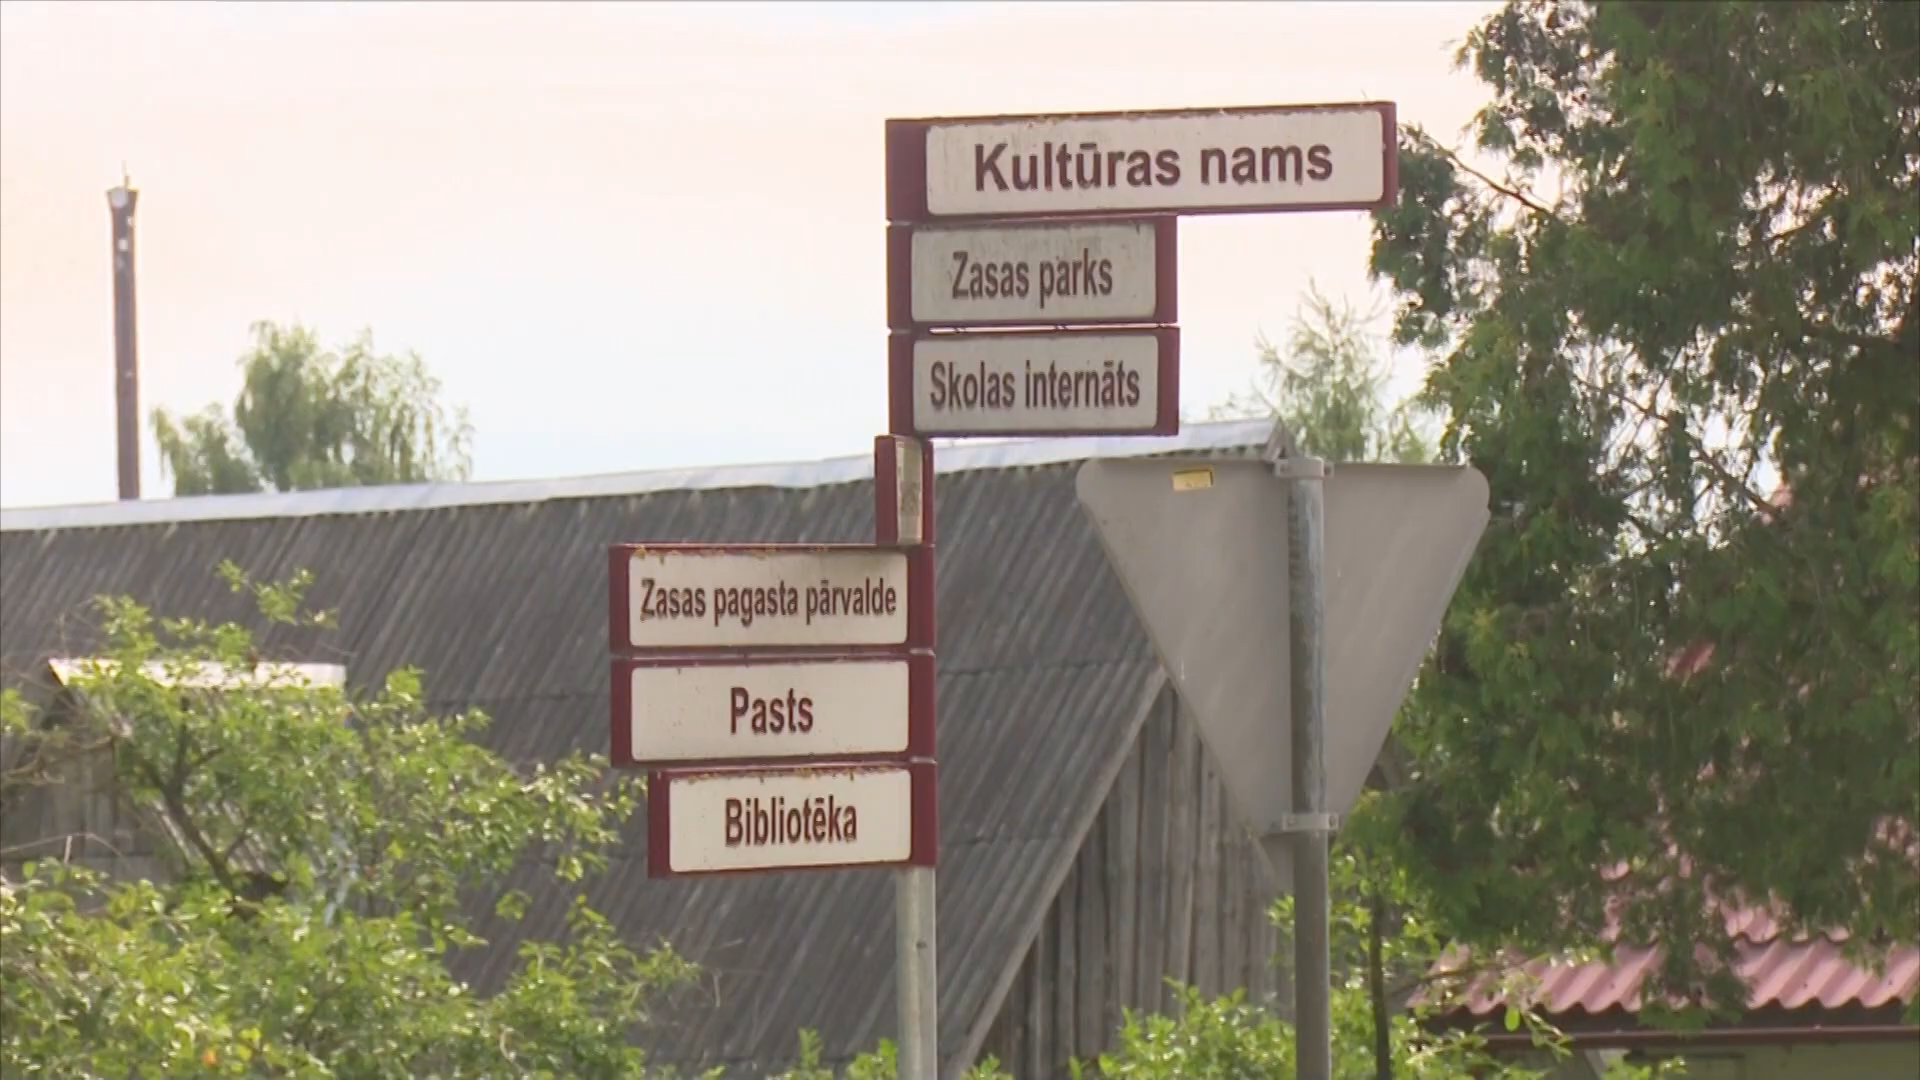 Kultūras nams
Zasas parks
Skolas internāts
Zasas pagasta pārvalde
Pasts
Bibliotēka